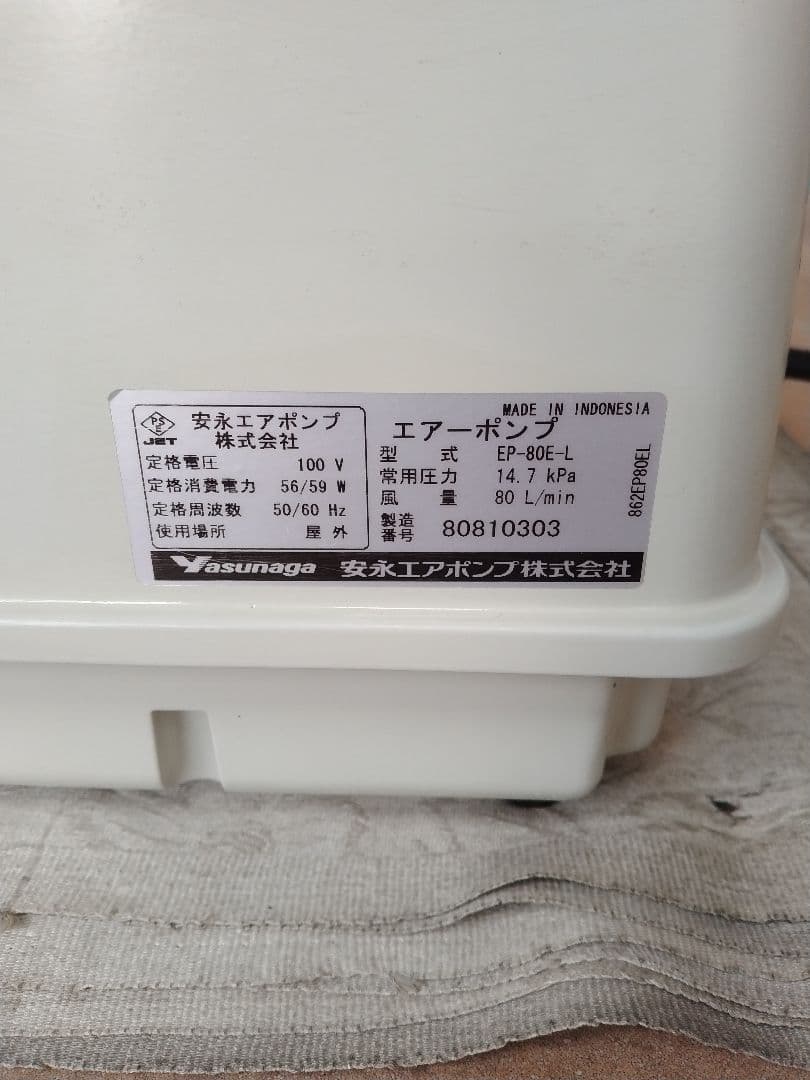 PS
E
JET
安永エアポンプ
株式会社
定格電圧 100 V
定格消費電力 56/59 W
定格周波数 50/60 Hz
使用場所 屋 外
MADE IN INDONESIA
エアーポンプ
型 式 EP-80E-L
常用圧力 14.7 kPa
風 量 80 L/min
製造
番号 80810303
862EP80EL
Yasunaga 安永エアポンプ株式会社